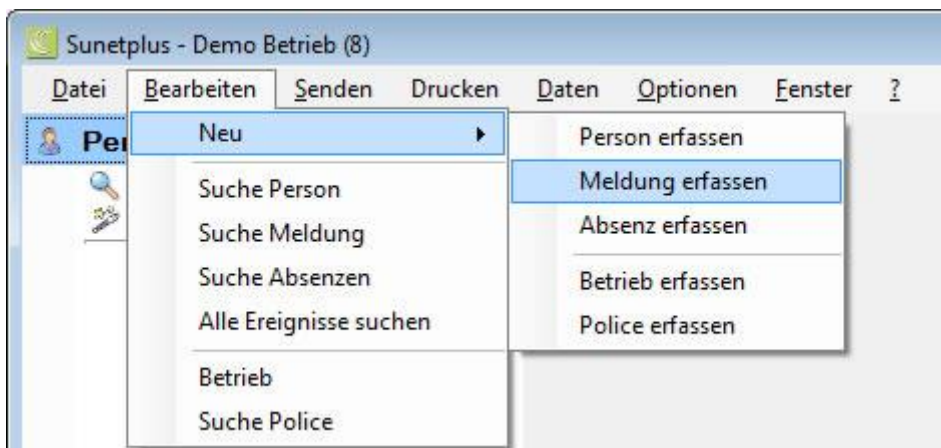 Sunetplus - Demo Betrieb (8)
Datei Bearbeiten Senden Drucken Daten Optionen Fenster ?
Neu
Suche Person
Suche Meldung
Suche Absenzen
Alle Ereignisse suchen
Betrieb
Suche Police
Person erfassen
Meldung erfassen
Absenz erfassen
Betrieb erfassen
Police erfassen